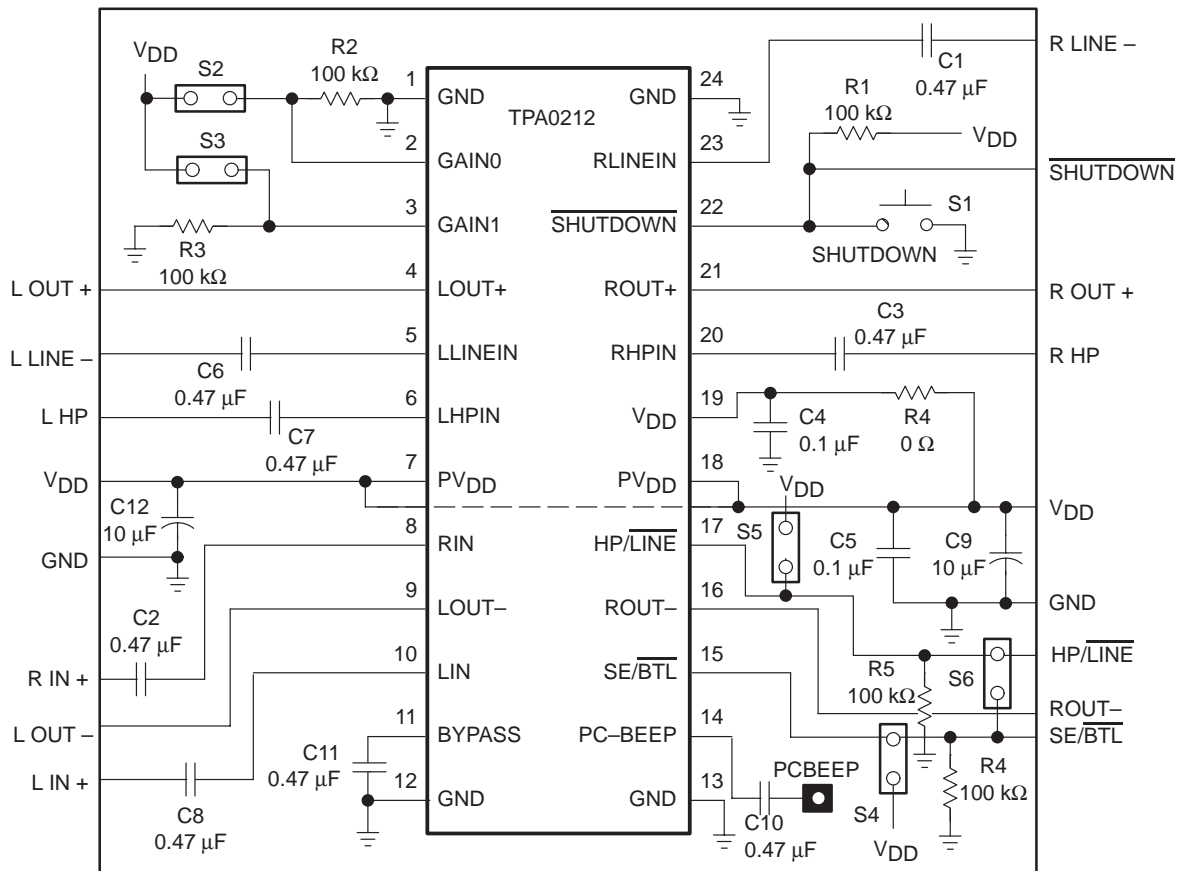 VDD
S2
R2
100 kΩ
S3
R3
100 kΩ
L OUT +
L LINE –
C6
0.47 μF
L HP
C7
0.47 μF
VDD
C12
10 μF
GND
C2
0.47 μF
R IN +
L OUT –
L IN +
C8
0.47 μF
C11
0.47 μF
TPA0212
1 GND
2 GAIN0
3 GAIN1
4 LOUT+
5 LLINEIN
6 LHPIN
7 PVDD
8 RIN
9 LOUT–
10 LIN
11 BYPASS
12 GND
GND 24
RLINEIN 23
SHUTDOWN 22
ROUT+ 21
RHPIN 20
VDD 19
PVDD 18
HP/LINE 17
ROUT– 16
SE/BTL 15
PC–BEEP 14
GND 13
C1
0.47 μF
R LINE –
R1
100 kΩ
VDD
SHUTDOWN
S1
SHUTDOWN
R OUT +
C3
0.47 μF
R HP
C4
0.1 μF
R4
0 Ω
VDD
S5
VDD
C5
0.1 μF
C9
10 μF
GND
HP/LINE
R5
100 kΩ
S6
ROUT–
SE/BTL
R4
100 kΩ
PCBEEP
C10
0.47 μF
S4
VDD